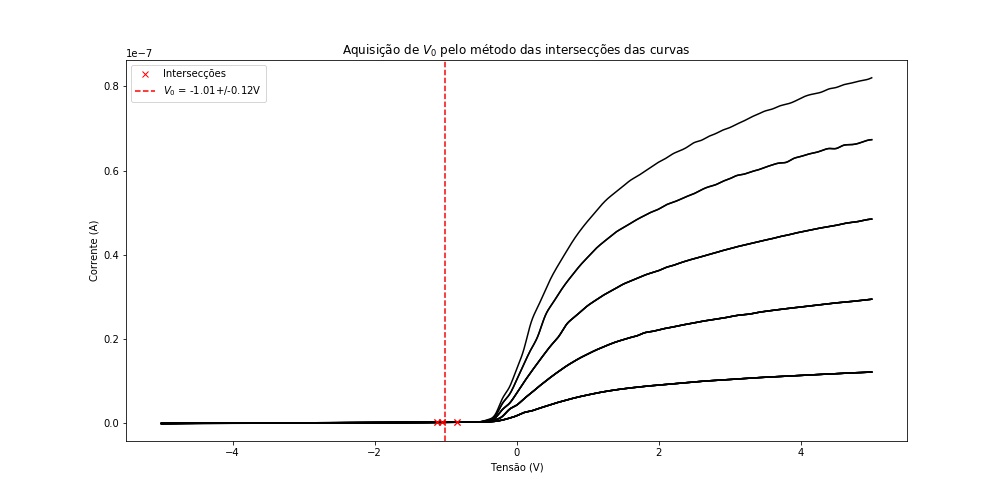 Aquisição de V₀ pelo método das intersecções das curvas
1e−7
Intersecções
V₀ = -1.01+/-0.12V
0.8
0.6
0.4
0.2
0.0
Corrente (A)
−4 −2 0 2 4
Tensão (V)